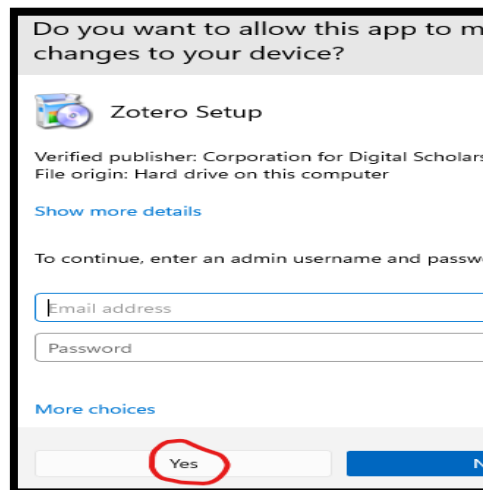 Do you want to allow this app to m
changes to your device?
Zotero Setup
Verified publisher: Corporation for Digital Scholars
File origin: Hard drive on this computer
Show more details
To continue, enter an admin username and passw
Email address
Password
More choices
Yes
N